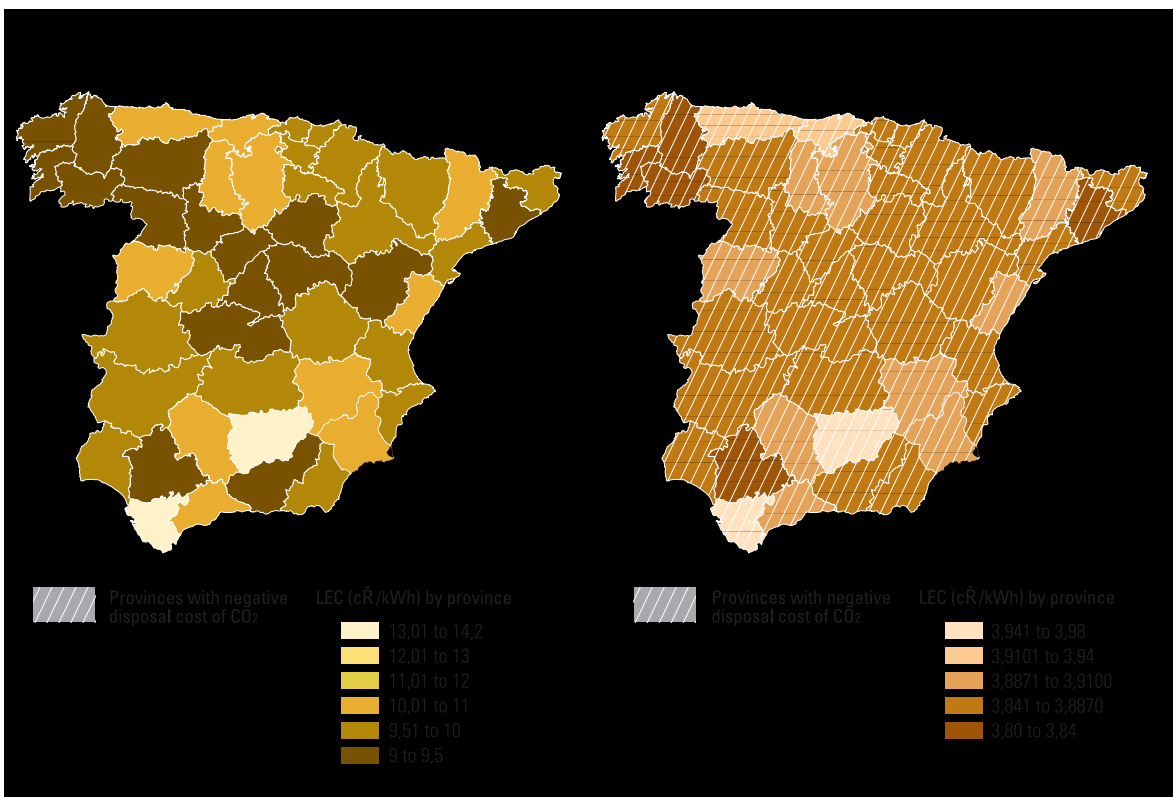 Provinces with negative
disposal cost of CO₂
LEC (cŘ/kWh) by province
13,01 to 14,2
12,01 to 13
11,01 to 12
10,01 to 11
9,51 to 10
9 to 9,5
Provinces with negative
disposal cost of CO₂
LEC (cŘ/kWh) by province
3,941 to 3,98
3,9101 to 3,94
3,8871 to 3,9100
3,841 to 3,8870
3,80 to 3,84